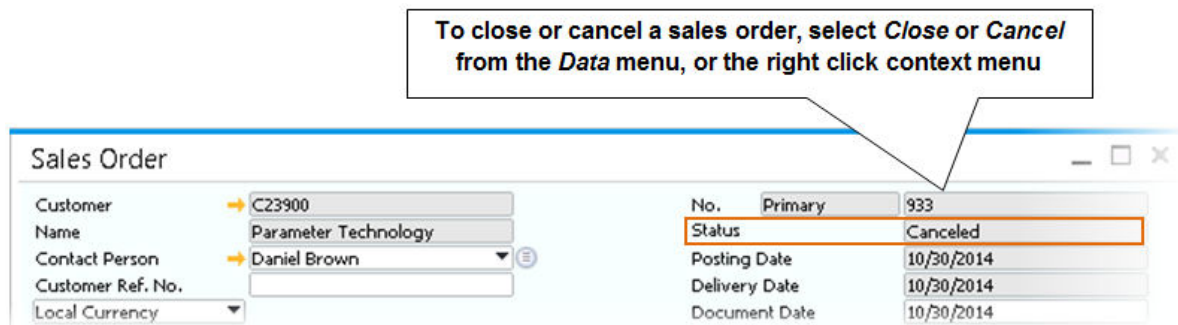 To close or cancel a sales order, select Close or Cancel
from the Data menu, or the right click context menu
Sales Order
Customer C23900 No. Primary 933
Name Parameter Technology Status Canceled
Contact Person Daniel Brown Posting Date 10/30/2014
Customer Ref. No. Delivery Date 10/30/2014
Local Currency Document Date 10/30/2014